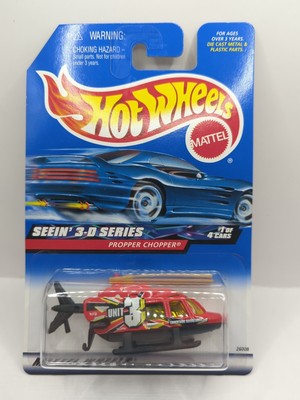 WARNING:
CHOKING HAZARD–
Small parts. Not for children
under 3 years.
FOR AGES
OVER 3 YEARS.
DIE CAST METAL &
PLASTIC PARTS
Hot Wheels
MATTEL
SEEIN' 3-D SERIES
#1 of
4 CARS
PROPPER CHOPPER®
UNIT 3